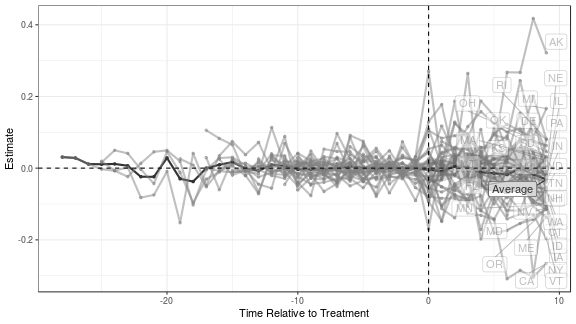 Estimate
0.4
0.2
0.0
-0.2
AK
NE
RI
IL
OH
MI
OK
DE
PA
IN
TN
Average
NH
NV
WA
MD
DT
ME
ID
IA
OR
NY
CA
VT
-20
-10
0
10
Time Relative to Treatment